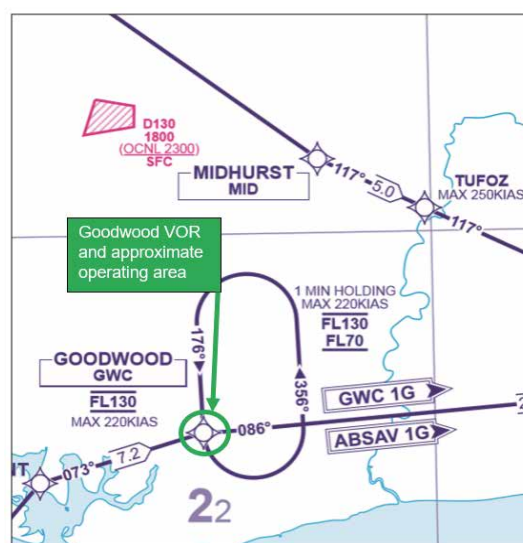 D130
1800
(OCNL 2300)
SFC
MIDHURST
MID
117°
5.0
TUFOZ
MAX 250KIAS
117°
Goodwood VOR
and approximate
operating area
1 MIN HOLDING
MAX 220KIAS
FL130
FL70
176°
356°
GOODWOOD
GWC
FL130
MAX 220KIAS
GWC 1G
086°
ABSAV 1G
2
NT
073°
7.2
22